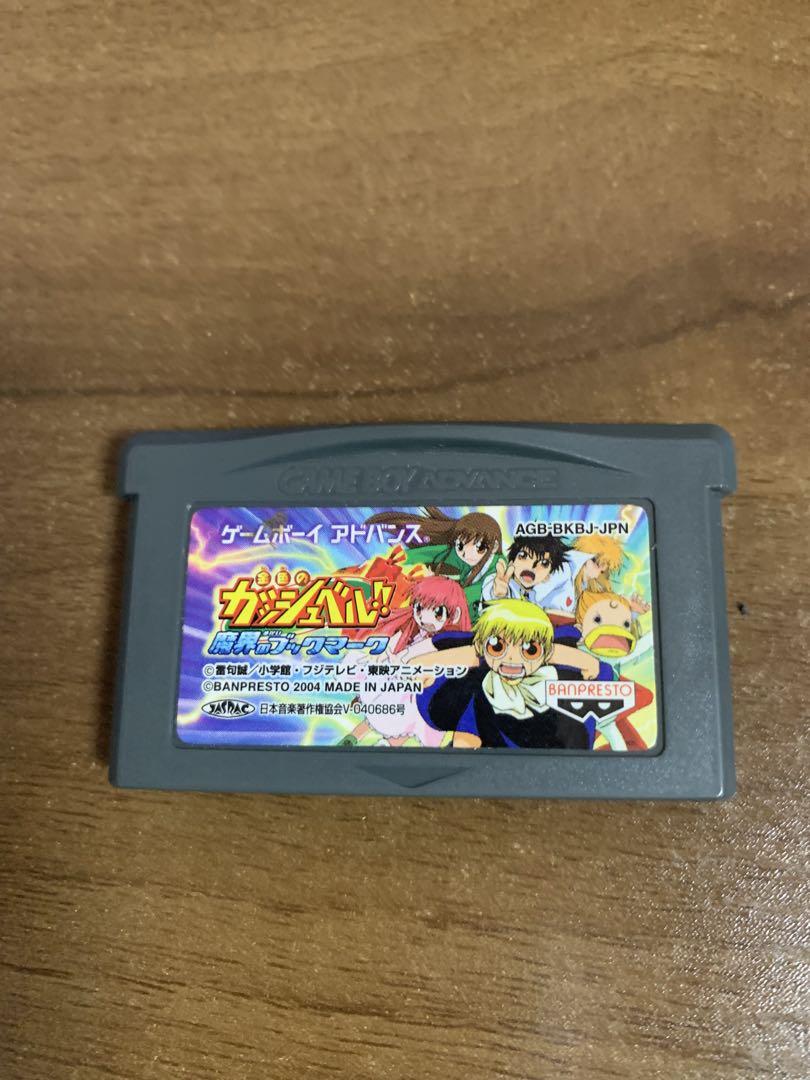 GAME BOY ADVANCE
ゲームボーイ アドバンス®
AGB-BKBJ-JPN
金色の
ガッシュベル!!
魔界のブックマーク
©雷句誠/小学館・フジテレビ・東映アニメーション
©BANPRESTO 2004 MADE IN JAPAN
BANPRESTO
JASRAC 日本音楽著作権協会V-040686号